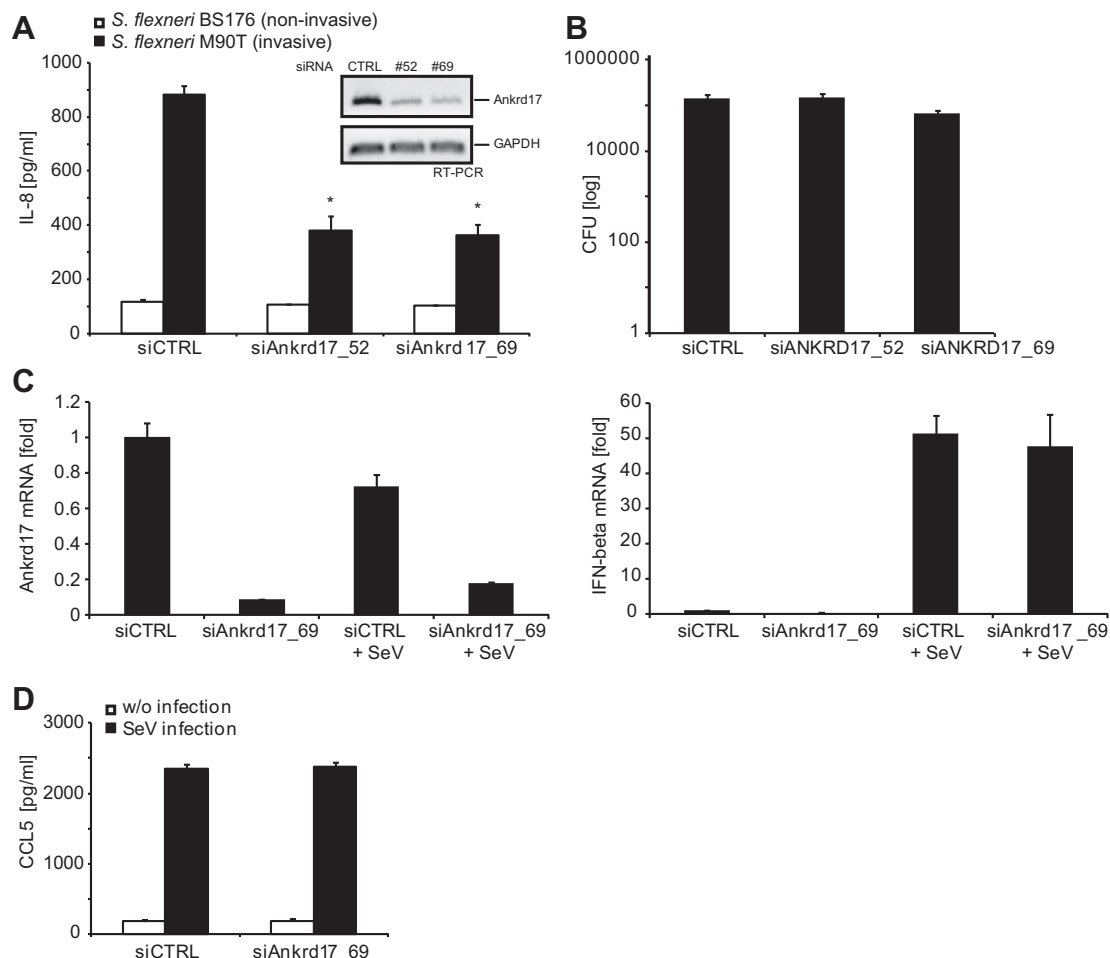 A
S. flexneri BS176 (non-invasive)
S. flexneri M90T (invasive)
IL-8 [pg/ml]
1000
800
600
400
200
0
siRNA CTRL #52 #69
Ankrd17
GAPDH
RT-PCR
* *
siCTRL siAnkrd17_52 siAnkrd 17_69
B
CFU [log]
1000000
10000
100
1
siCTRL siANKRD17_52 siANKRD17_69
C
Ankrd17 mRNA [fold]
1.2
1
0.8
0.6
0.4
0.2
0
siCTRL siAnkrd17_69 siCTRL siAnkrd17_69
+ SeV + SeV
IFN-beta mRNA [fold]
60
50
40
30
20
10
0
siCTRL siAnkrd17_69 siCTRL siAnkrd17_69
+ SeV + SeV
D
w/o infection
SeV infection
CCL5 [pg/ml]
3000
2000
1000
0
siCTRL siAnkrd17_69